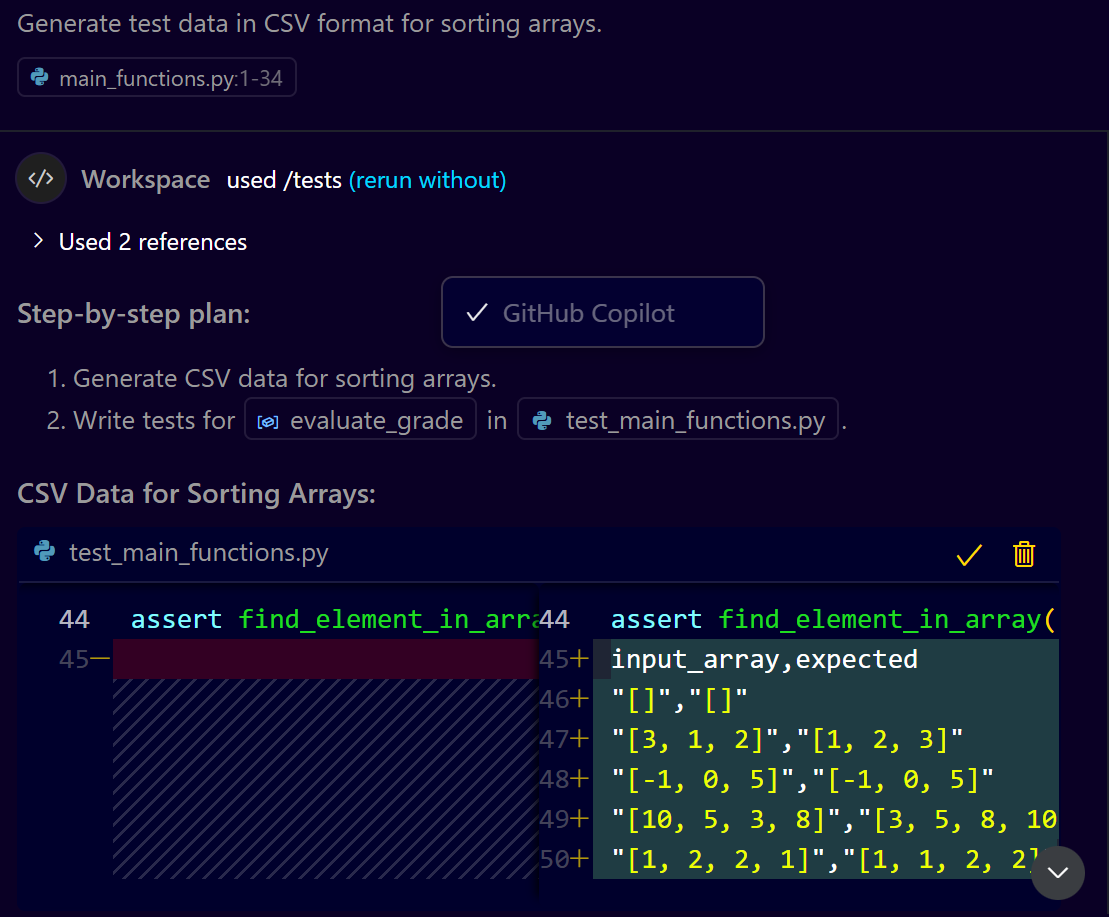 Generate test data in CSV format for sorting arrays.
main_functions.py:1-34
</> Workspace used /tests (rerun without)
> Used 2 references
GitHub Copilot
Step-by-step plan:
1. Generate CSV data for sorting arrays.
2. Write tests for evaluate_grade in test_main_functions.py.
CSV Data for Sorting Arrays:
test_main_functions.py
44 assert find_element_in_arra
45—
44 assert find_element_in_array(
45+ input_array,expected
46+ "[]","[]"
47+ "[3, 1, 2]","[1, 2, 3]"
48+ "[-1, 0, 5]","[-1, 0, 5]"
49+ "[10, 5, 3, 8]","[3, 5, 8, 10
50+ "[1, 2, 2, 1]","[1, 1, 2, 2]